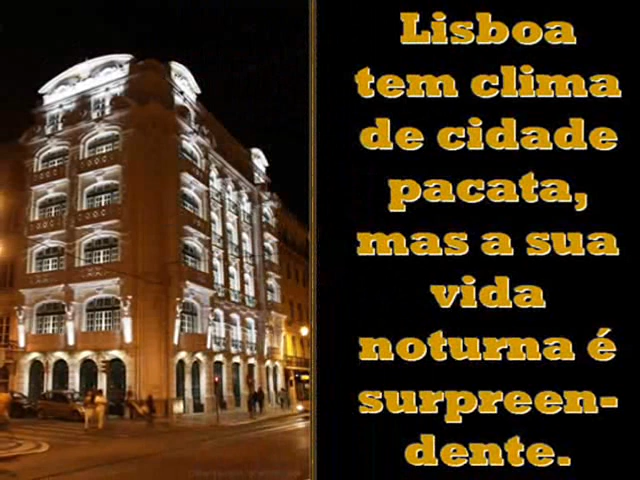 Lisboa
tem clima
de cidade
pacata,
mas a sua
vida
noturna é
surpreen-
dente.